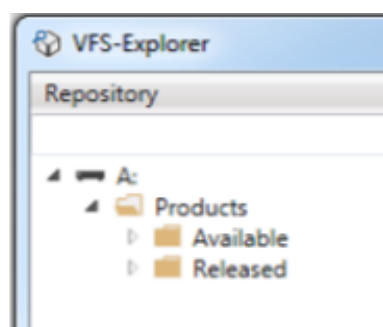 VFS-Explorer
Repository
A:
Products
Available
Released